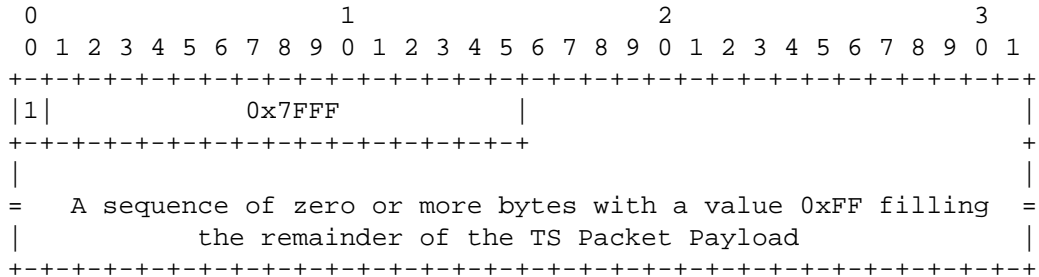 0                   1                   2                   3
 0 1 2 3 4 5 6 7 8 9 0 1 2 3 4 5 6 7 8 9 0 1 2 3 4 5 6 7 8 9 0 1
+-+-+-+-+-+-+-+-+-+-+-+-+-+-+-+-+-+-+-+-+-+-+-+-+-+-+-+-+-+-+-+-+
|1|            0x7FFF           |                               |
+-+-+-+-+-+-+-+-+-+-+-+-+-+-+-+-+                               +
|                                                               |
=   A sequence of zero or more bytes with a value 0xFF filling  =
|           the remainder of the TS Packet Payload              |
+-+-+-+-+-+-+-+-+-+-+-+-+-+-+-+-+-+-+-+-+-+-+-+-+-+-+-+-+-+-+-+-+